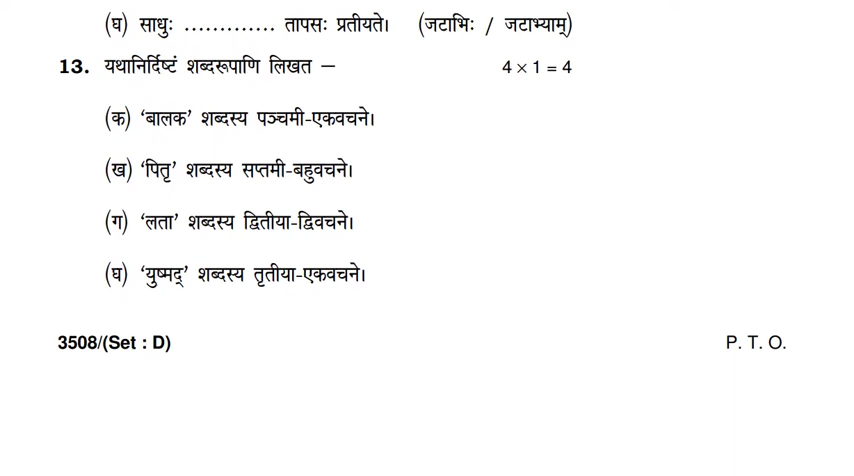 (घ) साधुः ............. तापसः प्रतीयते। (जटाभिः / जटाभ्याम्)
13. यथानिर्दिष्टं शब्दरूपाणि लिखत – 4 × 1 = 4
(क) ‘बालक’ शब्दस्य पञ्चमी-एकवचने।
(ख) ‘पितृ’ शब्दस्य सप्तमी-बहुवचने।
(ग) ‘लता’ शब्दस्य द्वितीया-द्विवचने।
(घ) ‘युष्मद्’ शब्दस्य तृतीया-एकवचने।
3508/(Set : D) P. T. O.